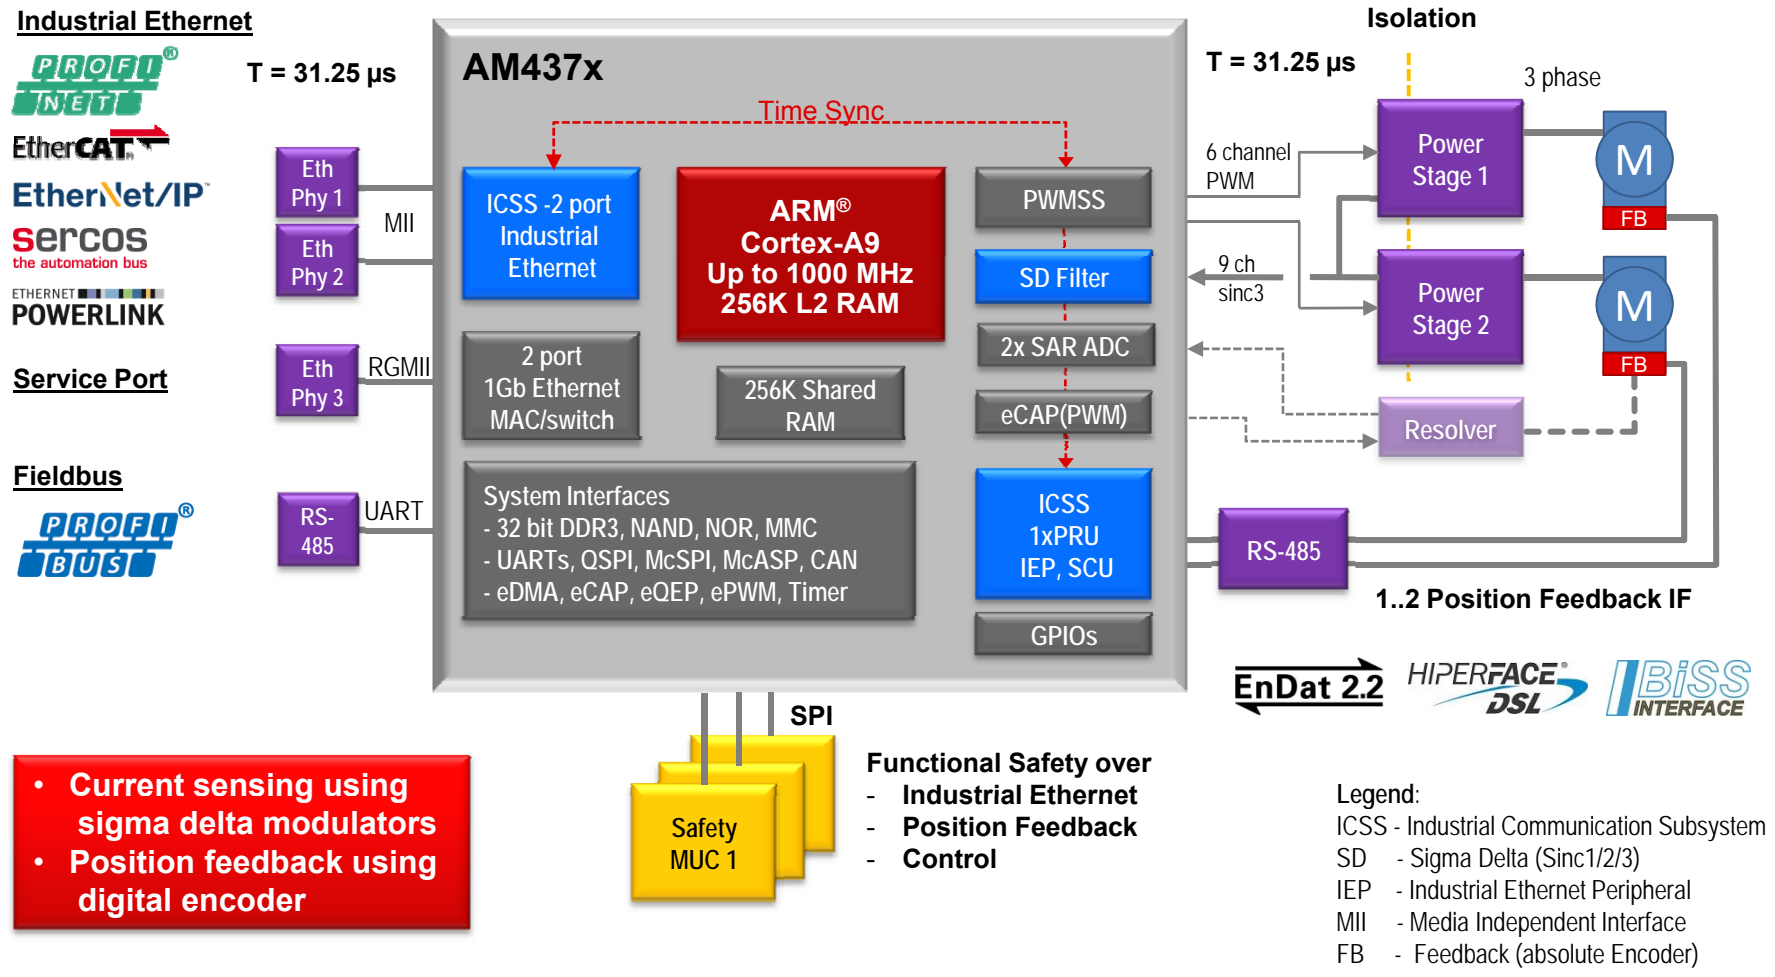 Industrial Ethernet
PROFI®
NET
EtherCAT
EtherNet/IP
sercos
the automation bus
ETHERNET
POWERLINK
Service Port
Fieldbus
PROFI®
BUS
T = 31.25 µs
Eth
Phy 1
Eth
Phy 2
MII
Eth
Phy 3
RGMII
RS-
485
UART
AM437x
Time Sync
ICSS -2 port
Industrial
Ethernet
ARM®
Cortex-A9
Up to 1000 MHz
256K L2 RAM
2 port
1Gb Ethernet
MAC/switch
256K Shared
RAM
System Interfaces
- 32 bit DDR3, NAND, NOR, MMC
- UARTs, QSPI, McSPI, McASP, CAN
- eDMA, eCAP, eQEP, ePWM, Timer
PWMSS
SD Filter
2x SAR ADC
eCAP(PWM)
ICSS
1xPRU
IEP, SCU
GPIOs
Isolation
T = 31.25 µs
3 phase
6 channel
PWM
9 ch
sinc3
Power
Stage 1
M
FB
Power
Stage 2
M
FB
Resolver
RS-485
1..2 Position Feedback IF
EnDat 2.2
HIPERFACE®
DSL
BiSS
INTERFACE
SPI
Safety
MUC 1
Functional Safety over
- Industrial Ethernet
- Position Feedback
- Control
• Current sensing using
sigma delta modulators
• Position feedback using
digital encoder
Legend:
ICSS - Industrial Communication Subsystem
SD - Sigma Delta (Sinc1/2/3)
IEP - Industrial Ethernet Peripheral
MII - Media Independent Interface
FB - Feedback (absolute Encoder)